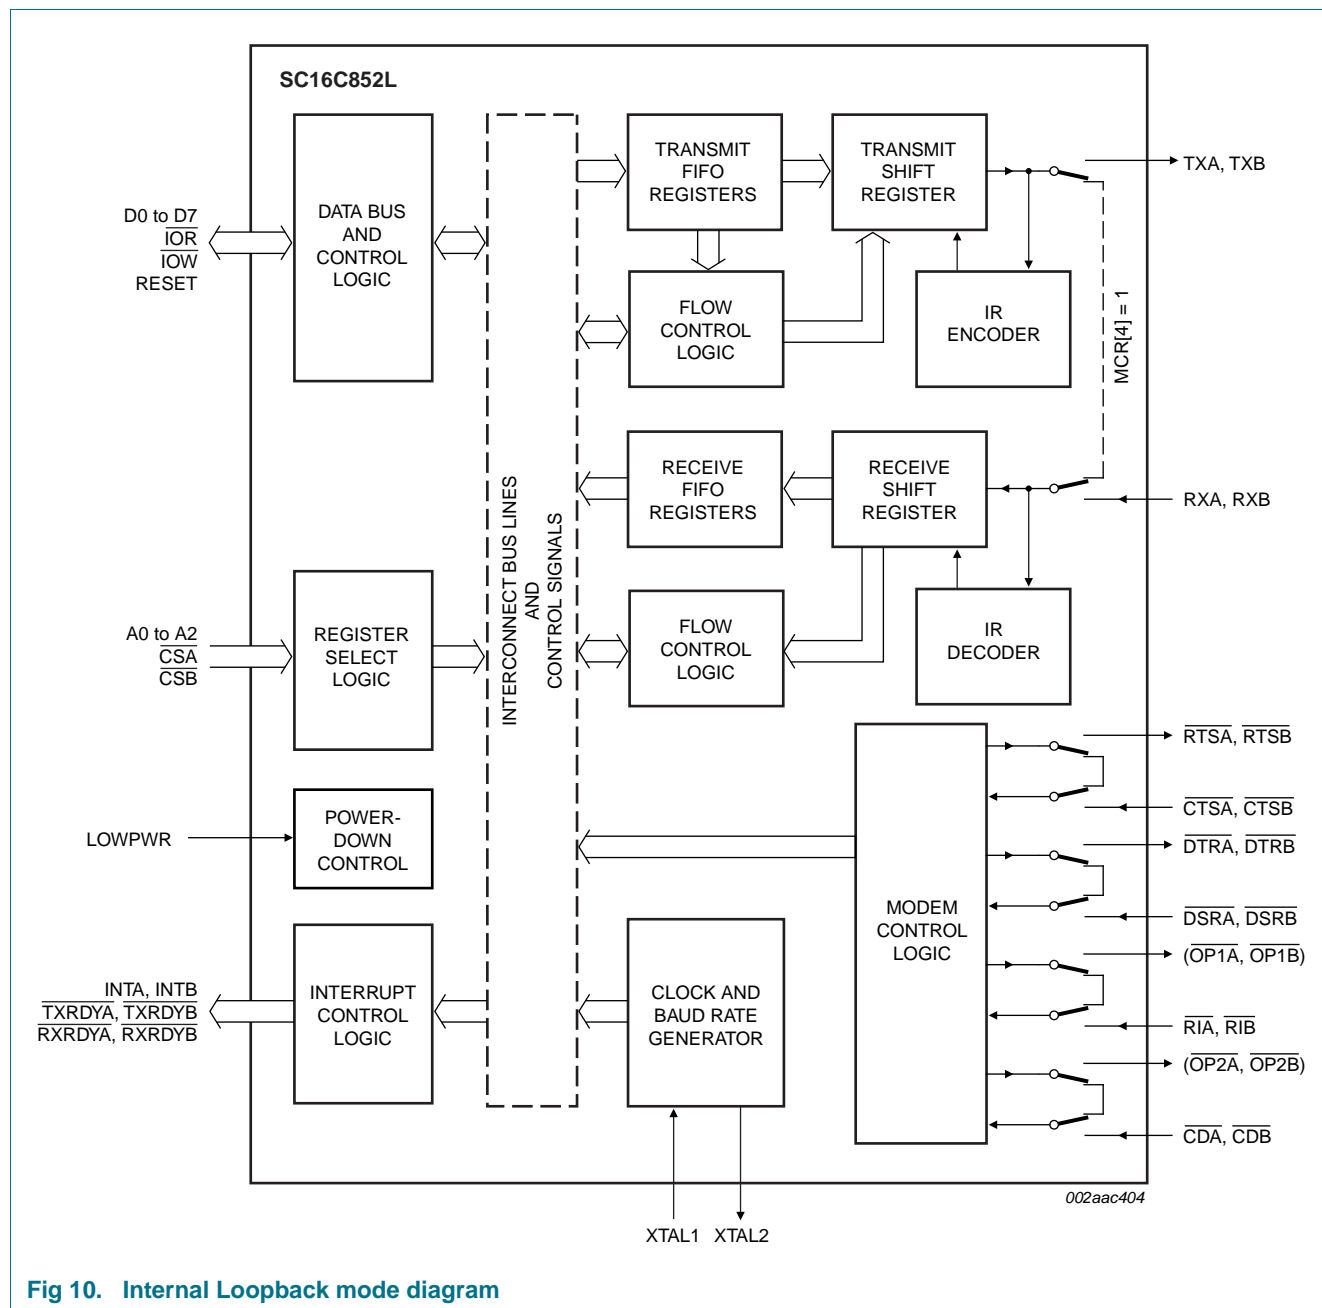 SC16C852L
D0 to D7
IOR
IOW
RESET
DATA BUS
AND
CONTROL
LOGIC
A0 to A2
CSA
CSB
REGISTER
SELECT
LOGIC
LOWPWR
POWER-
DOWN
CONTROL
INTA, INTB
TXRDYA, TXRDYB
RXRDYA, RXRDYB
INTERRUPT
CONTROL
LOGIC
INTERCONNECT BUS LINES
AND
CONTROL SIGNALS
TRANSMIT
FIFO
REGISTERS
TRANSMIT
SHIFT
REGISTER
FLOW
CONTROL
LOGIC
IR
ENCODER
RECEIVE
FIFO
REGISTERS
RECEIVE
SHIFT
REGISTER
FLOW
CONTROL
LOGIC
IR
DECODER
MCR[4] = 1
CLOCK AND
BAUD RATE
GENERATOR
MODEM
CONTROL
LOGIC
TXA, TXB
RXA, RXB
RTSA, RTSB
CTSA, CTSB
DTRA, DTRB
DSRA, DSRB
(OP1A, OP1B)
RIA, RIB
(OP2A, OP2B)
CDA, CDB
002aac404
XTAL1 XTAL2
Fig 10. Internal Loopback mode diagram